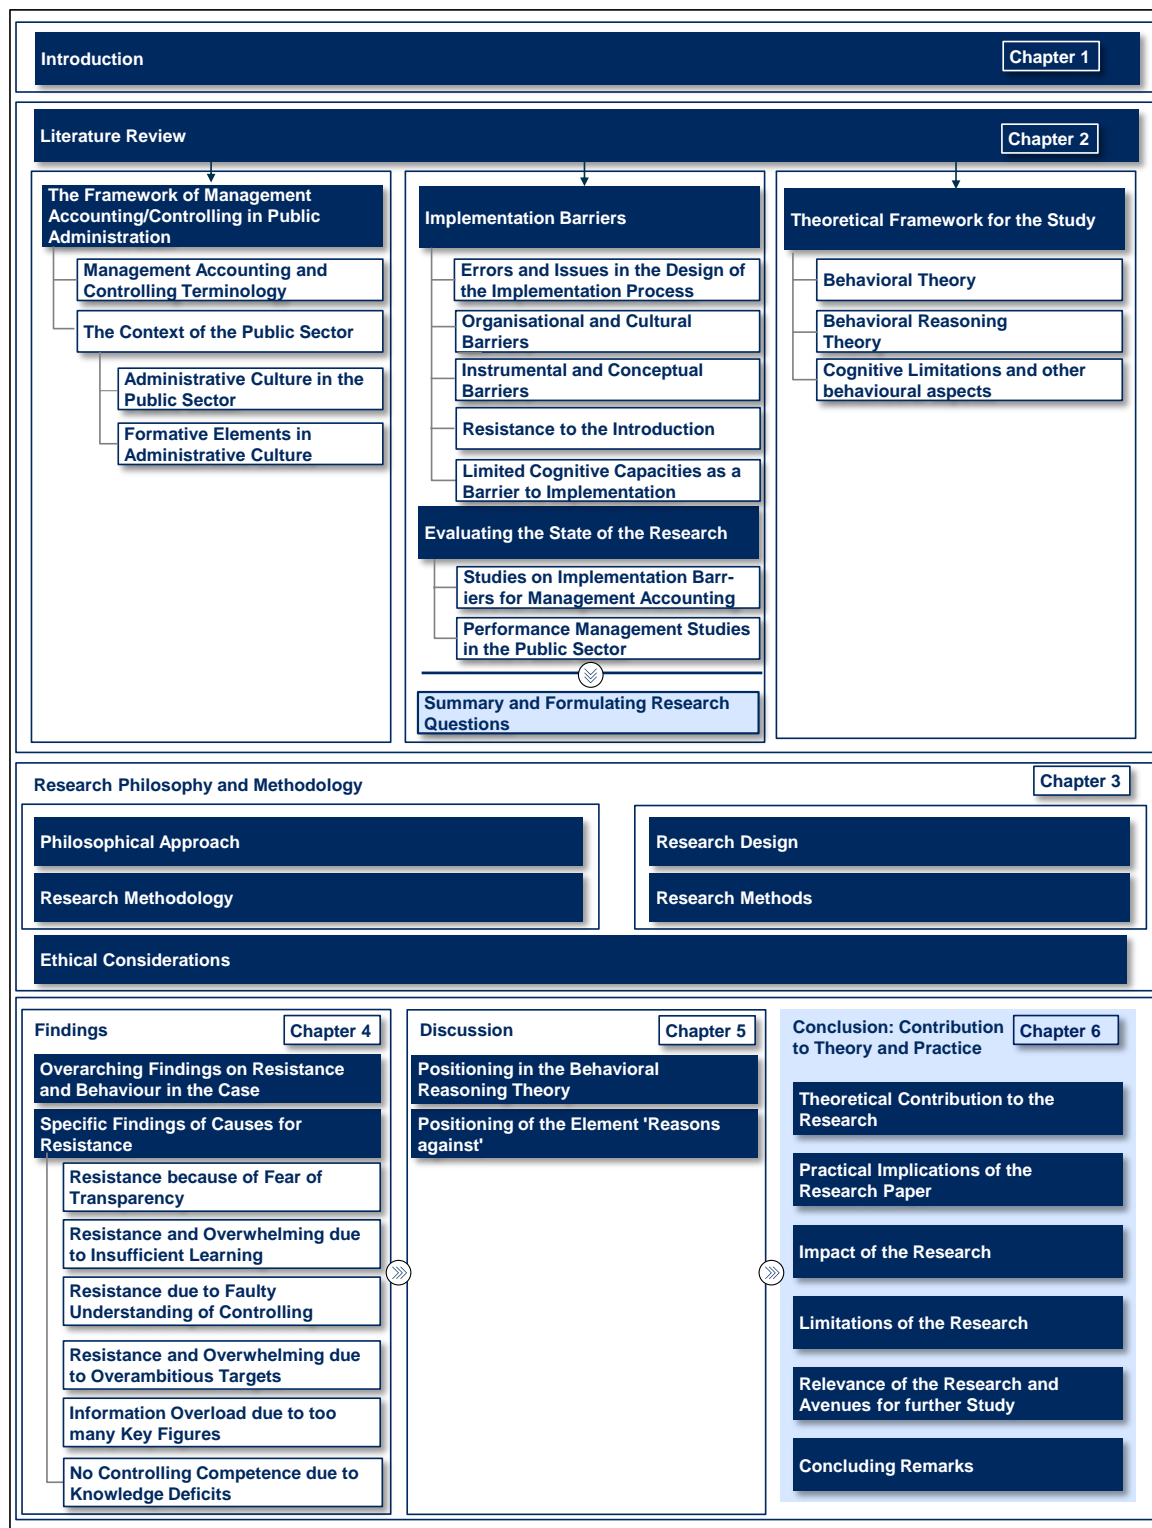 Introduction
Chapter 1
Literature Review
Chapter 2
The Framework of Management
Accounting/Controlling in Public
Administration
Management Accounting and
Controlling Terminology
The Context of the Public Sector
Administrative Culture in the
Public Sector
Formative Elements in
Administrative Culture
Implementation Barriers
Errors and Issues in the Design of
the Implementation Process
Organisational and Cultural
Barriers
Instrumental and Conceptual
Barriers
Resistance to the Introduction
Limited Cognitive Capacities as a
Barrier to Implementation
Evaluating the State of the Research
Studies on Implementation Barr-
iers for Management Accounting
Performance Management Studies
in the Public Sector
Summary and Formulating Research
Questions
Theoretical Framework for the Study
Behavioral Theory
Behavioral Reasoning
Theory
Cognitive Limitations and other
behavioural aspects
Research Philosophy and Methodology
Chapter 3
Philosophical Approach
Research Methodology
Research Design
Research Methods
Ethical Considerations
Findings
Chapter 4
Overarching Findings on Resistance
and Behaviour in the Case
Specific Findings of Causes for
Resistance
Resistance because of Fear of
Transparency
Resistance and Overwhelming due
to Insufficient Learning
Resistance due to Faulty
Understanding of Controlling
Resistance and Overwhelming due
to Overambitious Targets
Information Overload due to too
many Key Figures
No Controlling Competence due to
Knowledge Deficits
Discussion
Chapter 5
Positioning in the Behavioral
Reasoning Theory
Positioning of the Element 'Reasons
against'
Conclusion: Contribution
to Theory and Practice
Chapter 6
Theoretical Contribution to the
Research
Practical Implications of the
Research Paper
Impact of the Research
Limitations of the Research
Relevance of the Research and
Avenues for further Study
Concluding Remarks